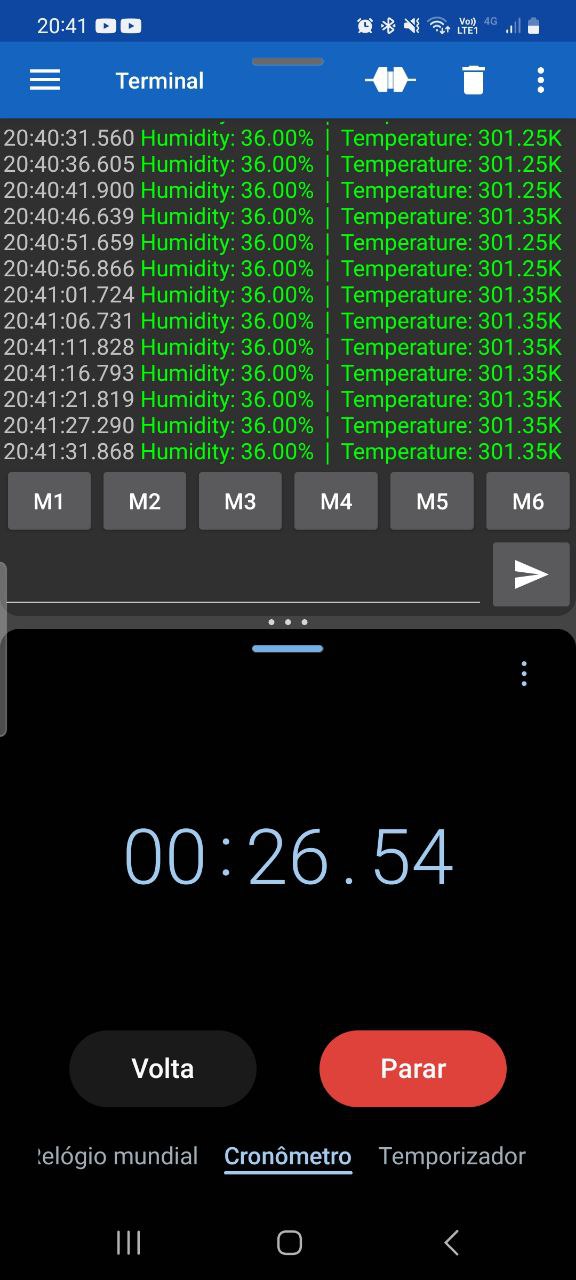 20:41 Vo)) LTE1 4G
Terminal
20:40:31.560 Humidity: 36.00% | Temperature: 301.25K
20:40:36.605 Humidity: 36.00% | Temperature: 301.25K
20:40:41.900 Humidity: 36.00% | Temperature: 301.25K
20:40:46.639 Humidity: 36.00% | Temperature: 301.35K
20:40:51.659 Humidity: 36.00% | Temperature: 301.25K
20:40:56.866 Humidity: 36.00% | Temperature: 301.25K
20:41:01.724 Humidity: 36.00% | Temperature: 301.35K
20:41:06.731 Humidity: 36.00% | Temperature: 301.35K
20:41:11.828 Humidity: 36.00% | Temperature: 301.35K
20:41:16.793 Humidity: 36.00% | Temperature: 301.35K
20:41:21.819 Humidity: 36.00% | Temperature: 301.35K
20:41:27.290 Humidity: 36.00% | Temperature: 301.35K
20:41:31.868 Humidity: 36.00% | Temperature: 301.35K
M1 M2 M3 M4 M5 M6
00:26.54
Volta Parar
elógio mundial Cronômetro Temporizador